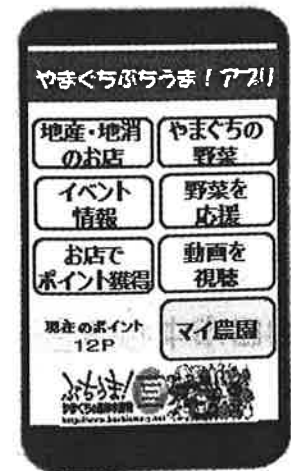 やまぐちぶちうま！アプリ
地産・地消
のお店
やまぐちの
野菜
イベント
情報
野菜を
応援
お店で
ポイント獲得
動画を
視聴
現在のポイント
12P
マイ農園
ぶちうま！